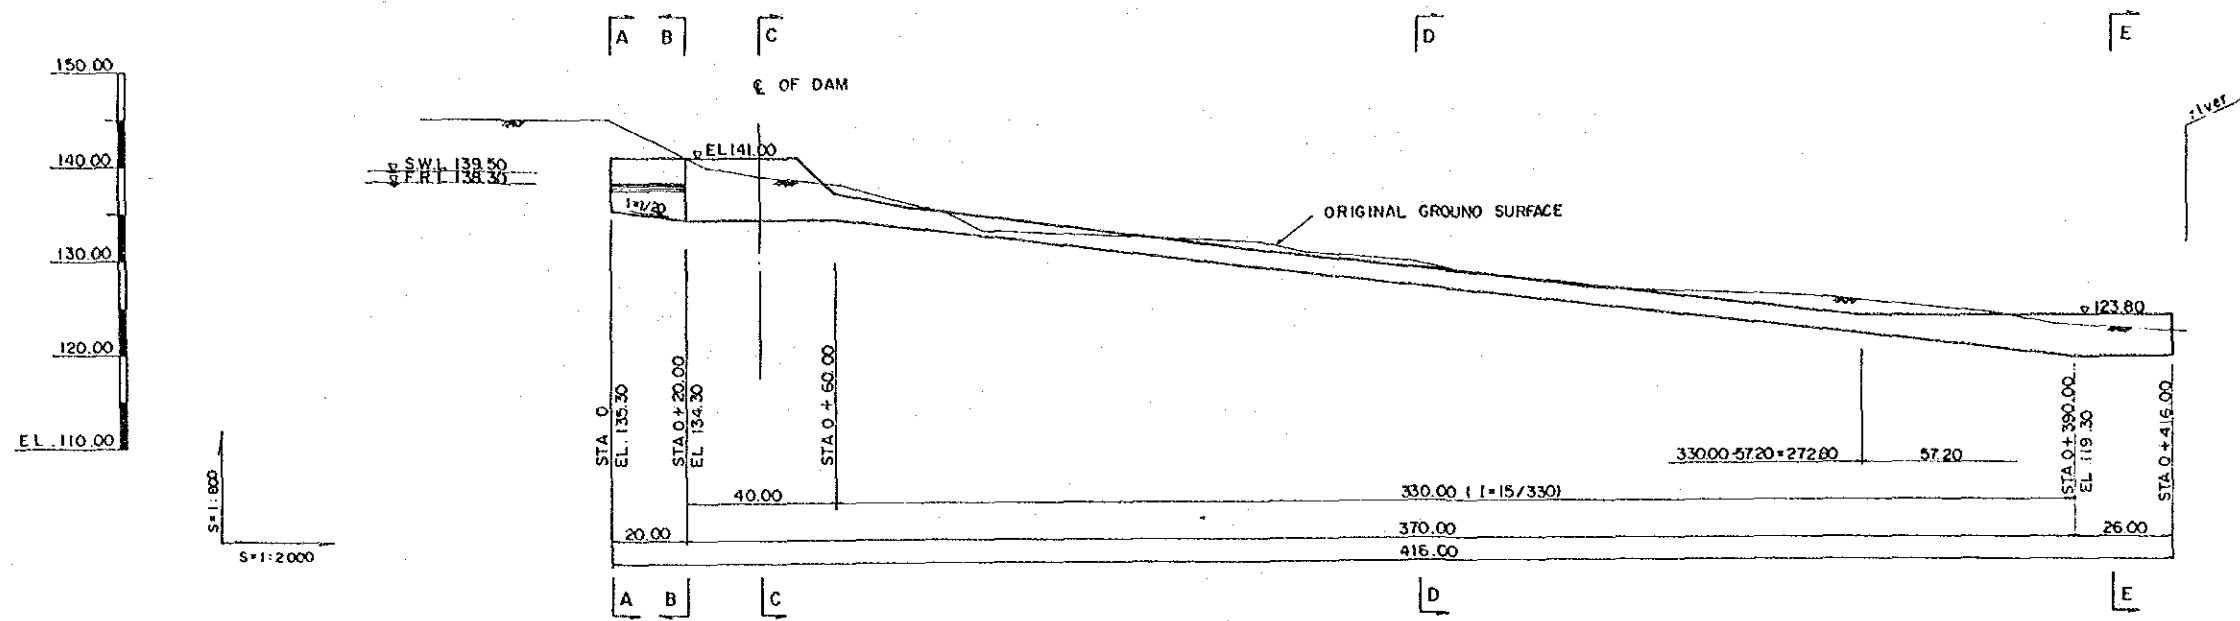 A B C D E
℄ OF DAM
150.00
river
140.00
S.W.L 139.50
F.R.L 138.30
EL 141.00
I=1/20
ORIGINAL GROUND SURFACE
130.00
123.80
120.00
EL. 110.00
STA 0
EL. 135.30
STA 0+20.00
EL 134.30
STA 0+60.00
STA 0+390.00
EL 119.30
STA 0+416.00
330.00-57.20=272.80
57.20
40.00
330.00 ( I=15/330)
20.00
370.00
26.00
416.00
S=1:800
S=1:2000
A B C D E